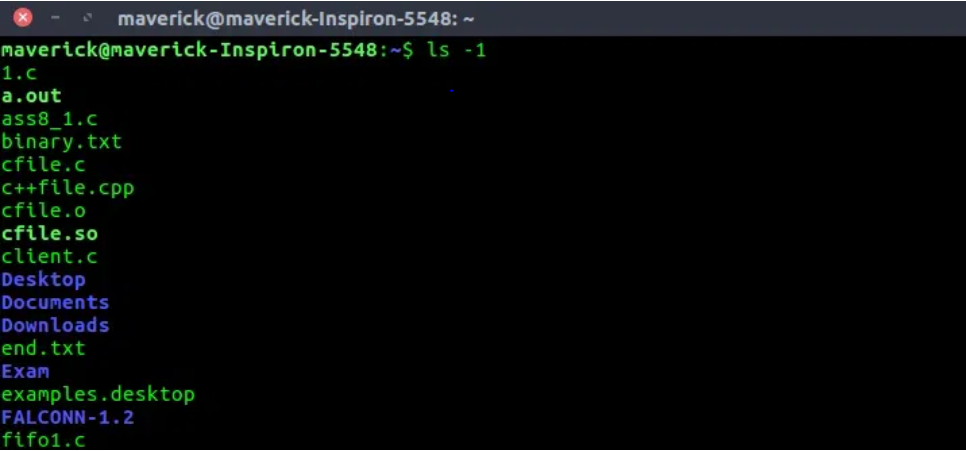 maverick@maverick-Inspiron-5548: ~
maverick@maverick-Inspiron-5548:~$ ls -1
1.c
a.out
ass8_1.c
binary.txt
cfile.c
c++file.cpp
cfile.o
cfile.so
client.c
Desktop
Documents
Downloads
end.txt
Exam
examples.desktop
FALCONN-1.2
fifo1.c